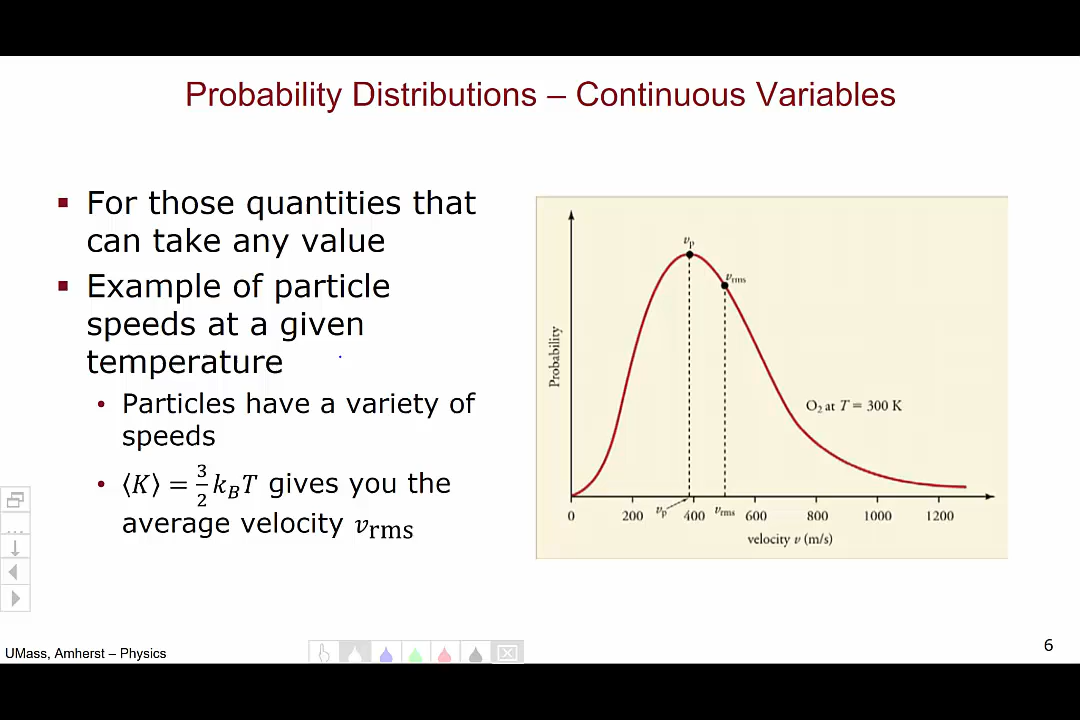 Probability Distributions – Continuous Variables
▪ For those quantities that
can take any value
▪ Example of particle
speeds at a given
temperature
• Particles have a variety of
speeds
• ⟨K⟩ = 3/2 k_B T gives you the
average velocity v_rms
Probability
v_p
v_rms
O₂ at T = 300 K
0 200 v_p 400 v_rms 600 800 1000 1200
velocity v (m/s)
UMass, Amherst – Physics
6